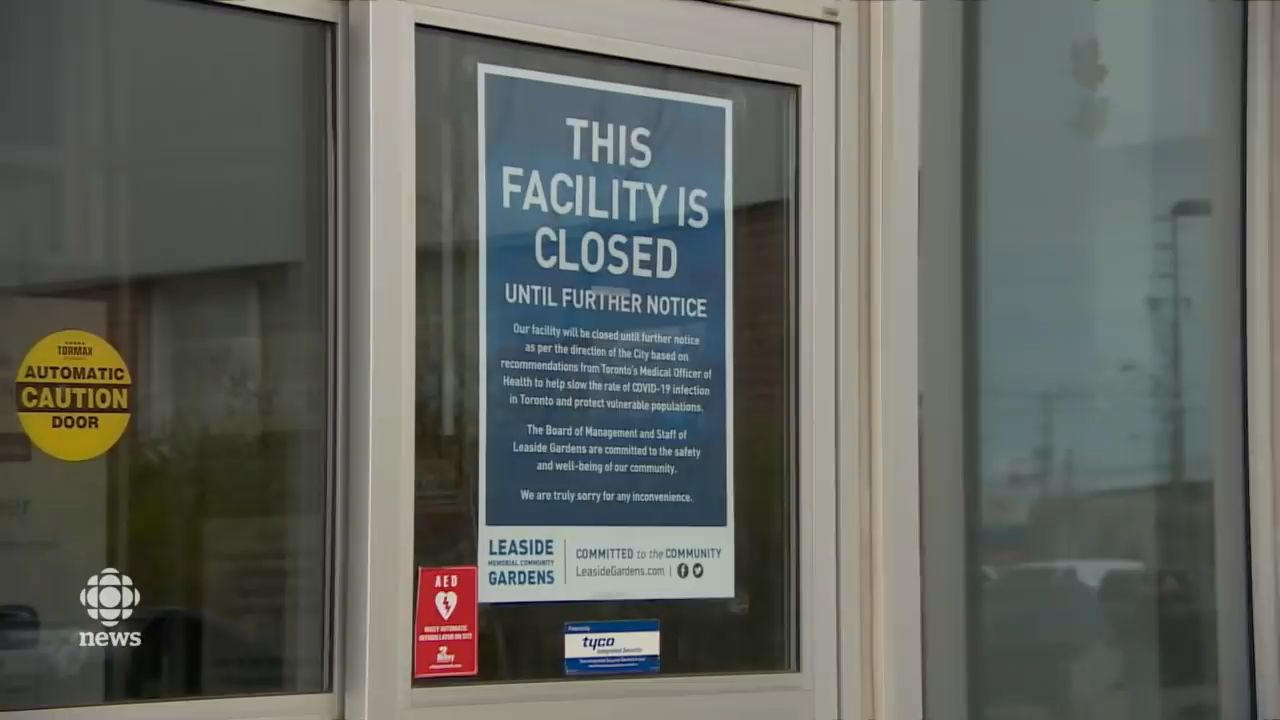 THIS
FACILITY IS
CLOSED
UNTIL FURTHER NOTICE
Our facility will be closed until further notice
as per the direction of the City based on
recommendations from Toronto's Medical Officer of
Health to help slow the rate of COVID-19 infection
in Toronto and protect vulnerable populations.
The Board of Management and Staff of
Leaside Gardens are committed to the safety
and well-being of our community.
We are truly sorry for any inconvenience.
LEASIDE
MEMORIAL COMMUNITY
GARDENS
COMMITTED to the COMMUNITY
LeasideGardens.com
TORMAX
AUTOMATIC
CAUTION
DOOR
AED
tyco
Integrated Security
news